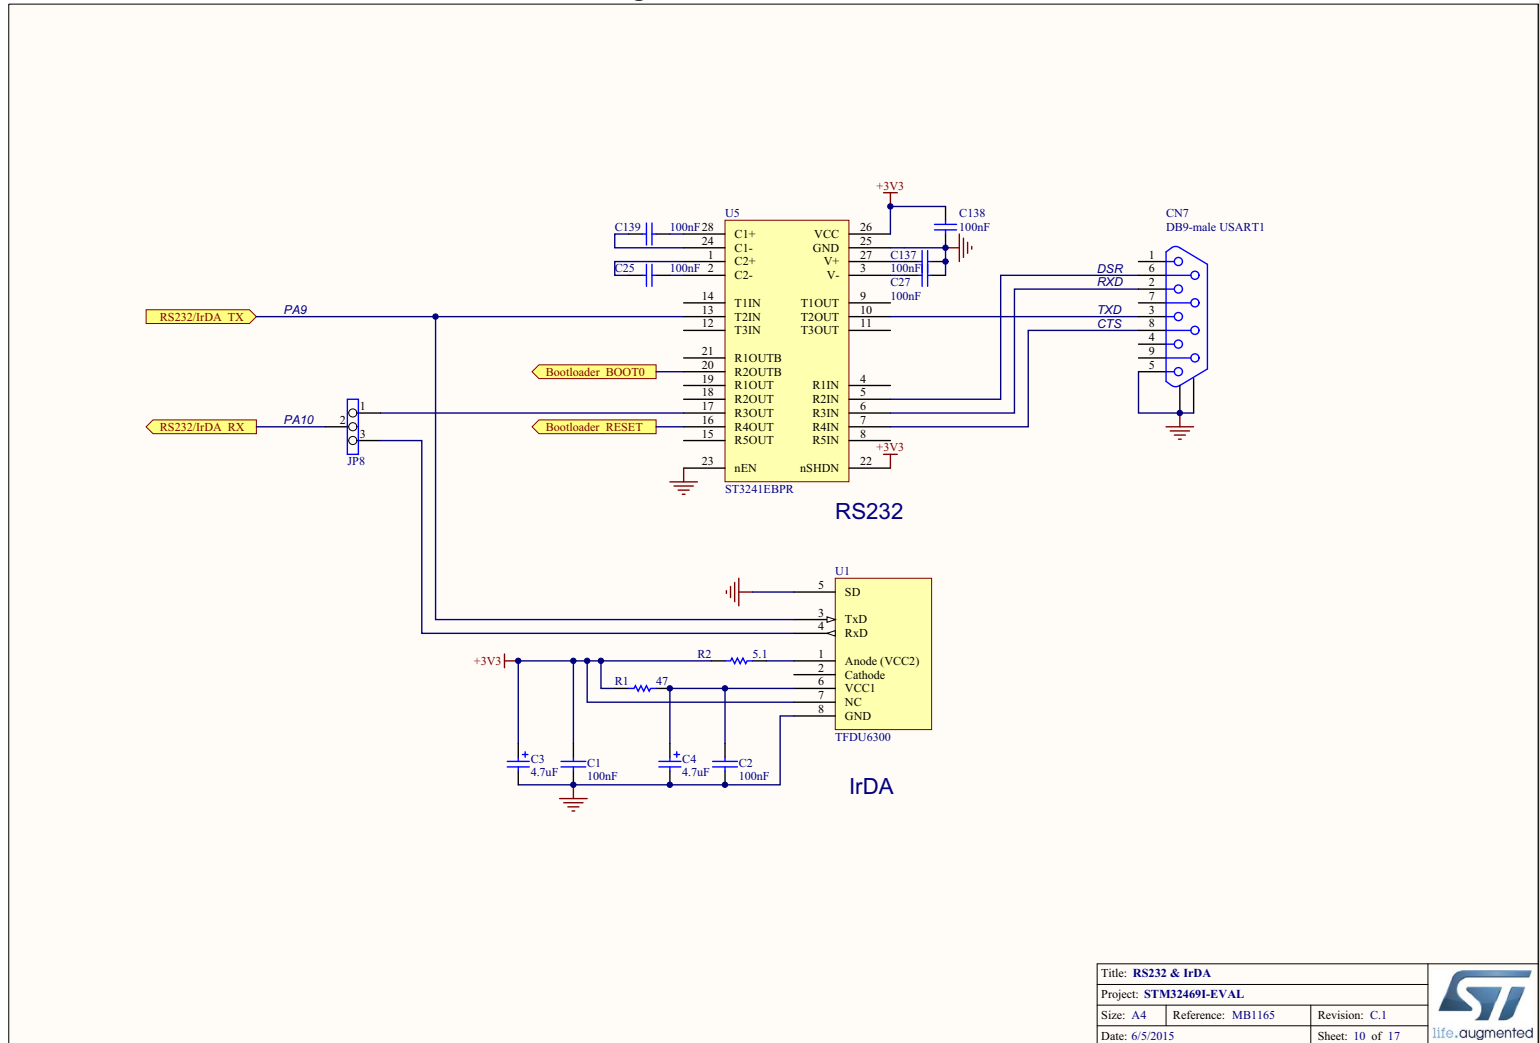 +3V3
U5
C139
100nF
28
C1+
24
C1-
1
C2+
C25
100nF
2
C2-
VCC
26
GND
25
V+
27
V-
3
C138
100nF
C137
100nF
C27
100nF
CN7
DB9-male USART1
1
DSR
6
RXD
2
7
TXD
3
CTS
8
4
9
5
RS232/IrDA_TX
PA9
14
T1IN
13
T2IN
12
T3IN
T1OUT
9
T2OUT
10
T3OUT
11
21
R1OUTB
Bootloader_BOOT0
20
R2OUTB
19
R1OUT
18
R2OUT
17
R3OUT
Bootloader_RESET
16
R4OUT
15
R5OUT
R1IN
4
R2IN
5
R3IN
6
R4IN
7
R5IN
8
+3V3
23
nEN
nSHDN
22
ST3241EBPR
RS232
RS232/IrDA_RX
PA10
1
2
3
JP8
U1
5
SD
3
TxD
4
RxD
+3V3
R2
5.1
1
Anode (VCC2)
2
Cathode
R1
47
6
VCC1
7
NC
8
GND
TFDU6300
+
C3
4.7uF
C1
100nF
+
C4
4.7uF
C2
100nF
IrDA
Title: RS232 & IrDA
Project: STM32469I-EVAL
Size: A4
Reference: MB1165
Revision: C.1
Date: 6/5/2015
Sheet: 10 of 17
ST
life.augmented